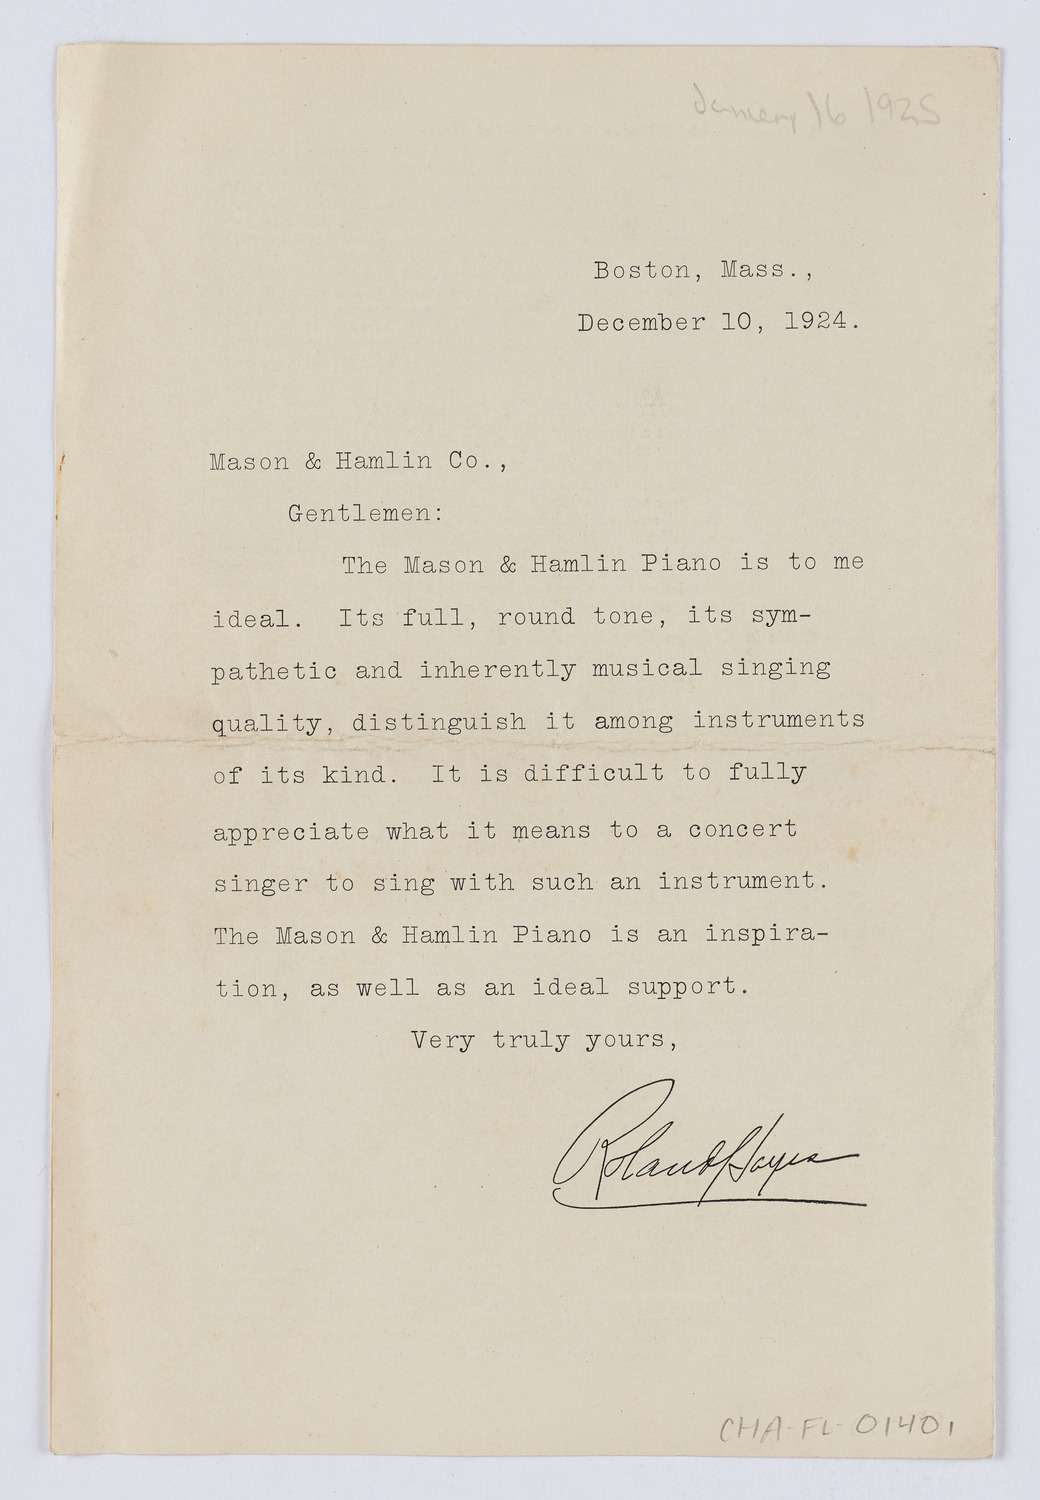 January 16 1925
Boston, Mass.,
December 10, 1924.
Mason & Hamlin Co.,
Gentlemen:
The Mason & Hamlin Piano is to me
ideal. Its full, round tone, its sym-
pathetic and inherently musical singing
quality, distinguish it among instruments
of its kind. It is difficult to fully
appreciate what it means to a concert
singer to sing with such an instrument.
The Mason & Hamlin Piano is an inspira-
tion, as well as an ideal support.
Very truly yours,
Roland Hayes
CHA-FL-01401